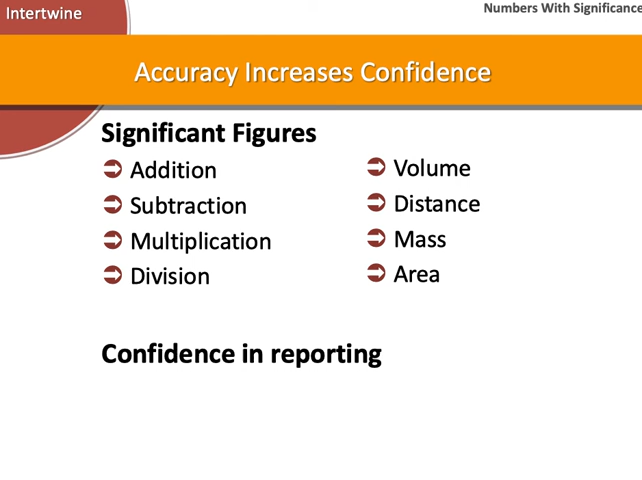 Intertwine
Numbers With Significance
Accuracy Increases Confidence
Significant Figures
Addition
Subtraction
Multiplication
Division
Volume
Distance
Mass
Area
Confidence in reporting